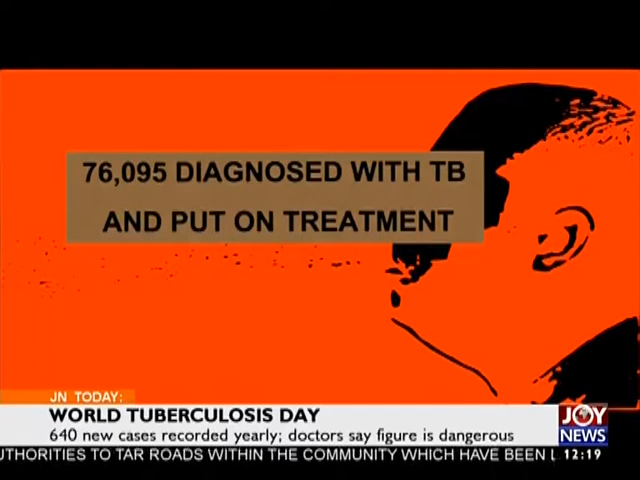 76,095 DIAGNOSED WITH TB
AND PUT ON TREATMENT
JN TODAY:
WORLD TUBERCULOSIS DAY
640 new cases recorded yearly; doctors say figure is dangerous
JOY
NEWS
TO TAR ROADS WITHIN THE COMMUNITY WHICH HAVE BEEN
12:19